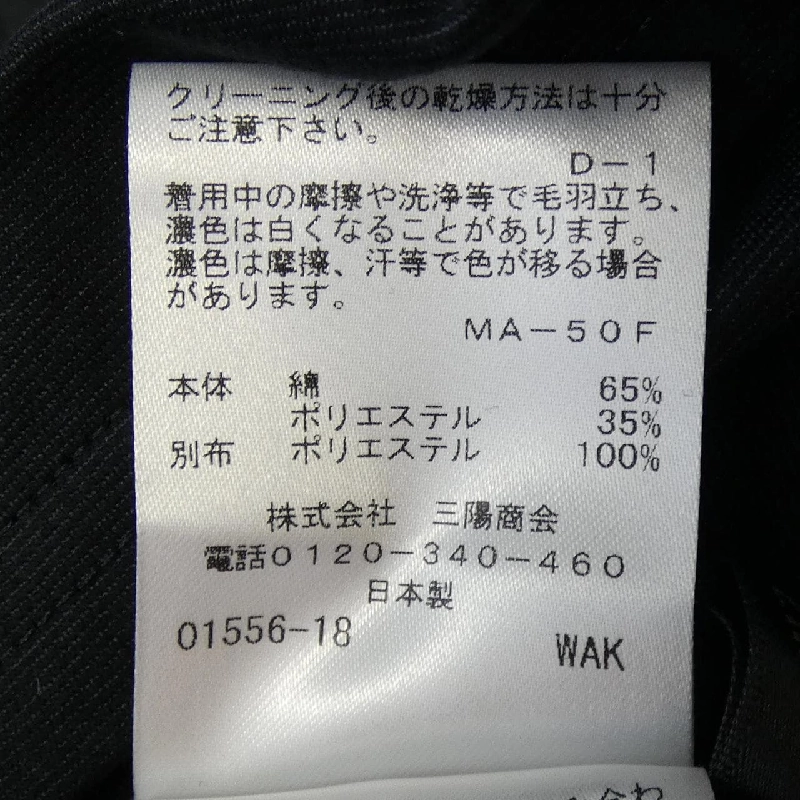 クリーニング後の乾燥方法は十分
ご注意下さい。
D－1
着用中の摩擦や洗浄等で毛羽立ち、
濃色は白くなることがあります。
濃色は摩擦、汗等で色が移る場合
があります。
MA－50F
本体 綿 65%
ポリエステル 35%
別布 ポリエステル 100%
株式会社 三陽商会
電話0120－340－460
日本製
01556-18
WAK